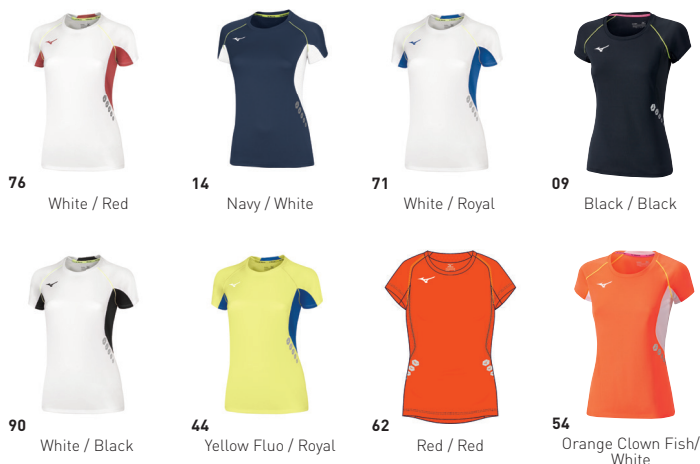 76
White / Red
14
Navy / White
71
White / Royal
09
Black / Black
90
White / Black
44
Yellow Fluo / Royal
62
Red / Red
54
Orange Clown Fish/
White